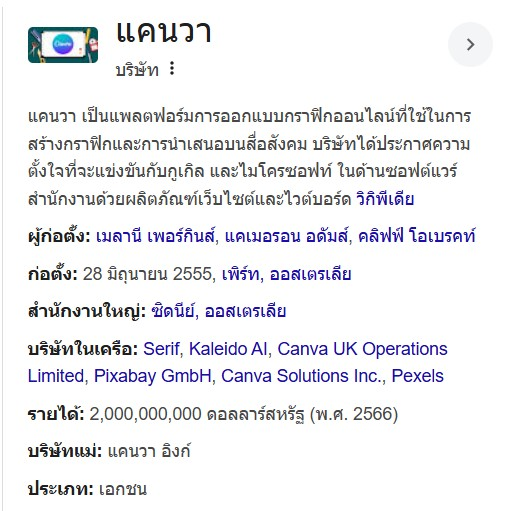 Canva
แคนวา
บริษัท
แคนวา เป็นแพลตฟอร์มการออกแบบกราฟิกออนไลน์ที่ใช้ในการ
สร้างกราฟิกและการนำเสนอบนสื่อสังคม บริษัทได้ประกาศความ
ตั้งใจที่จะแข่งขันกับกูเกิล และไมโครซอฟท์ ในด้านซอฟต์แวร์
สำนักงานด้วยผลิตภัณฑ์เว็บไซต์และไวต์บอร์ด วิกิพีเดีย
ผู้ก่อตั้ง: เมลานี เพอร์กินส์, แคเมอรอน อดัมส์, คลิฟฟ์ โอเบรคท์
ก่อตั้ง: 28 มิถุนายน 2555, เพิร์ท, ออสเตรเลีย
สำนักงานใหญ่: ซิดนีย์, ออสเตรเลีย
บริษัทในเครือ: Serif, Kaleido AI, Canva UK Operations
Limited, Pixabay GmbH, Canva Solutions Inc., Pexels
รายได้: 2,000,000,000 ดอลลาร์สหรัฐ (พ.ศ. 2566)
บริษัทแม่: แคนวา อิงก์
ประเภท: เอกชน